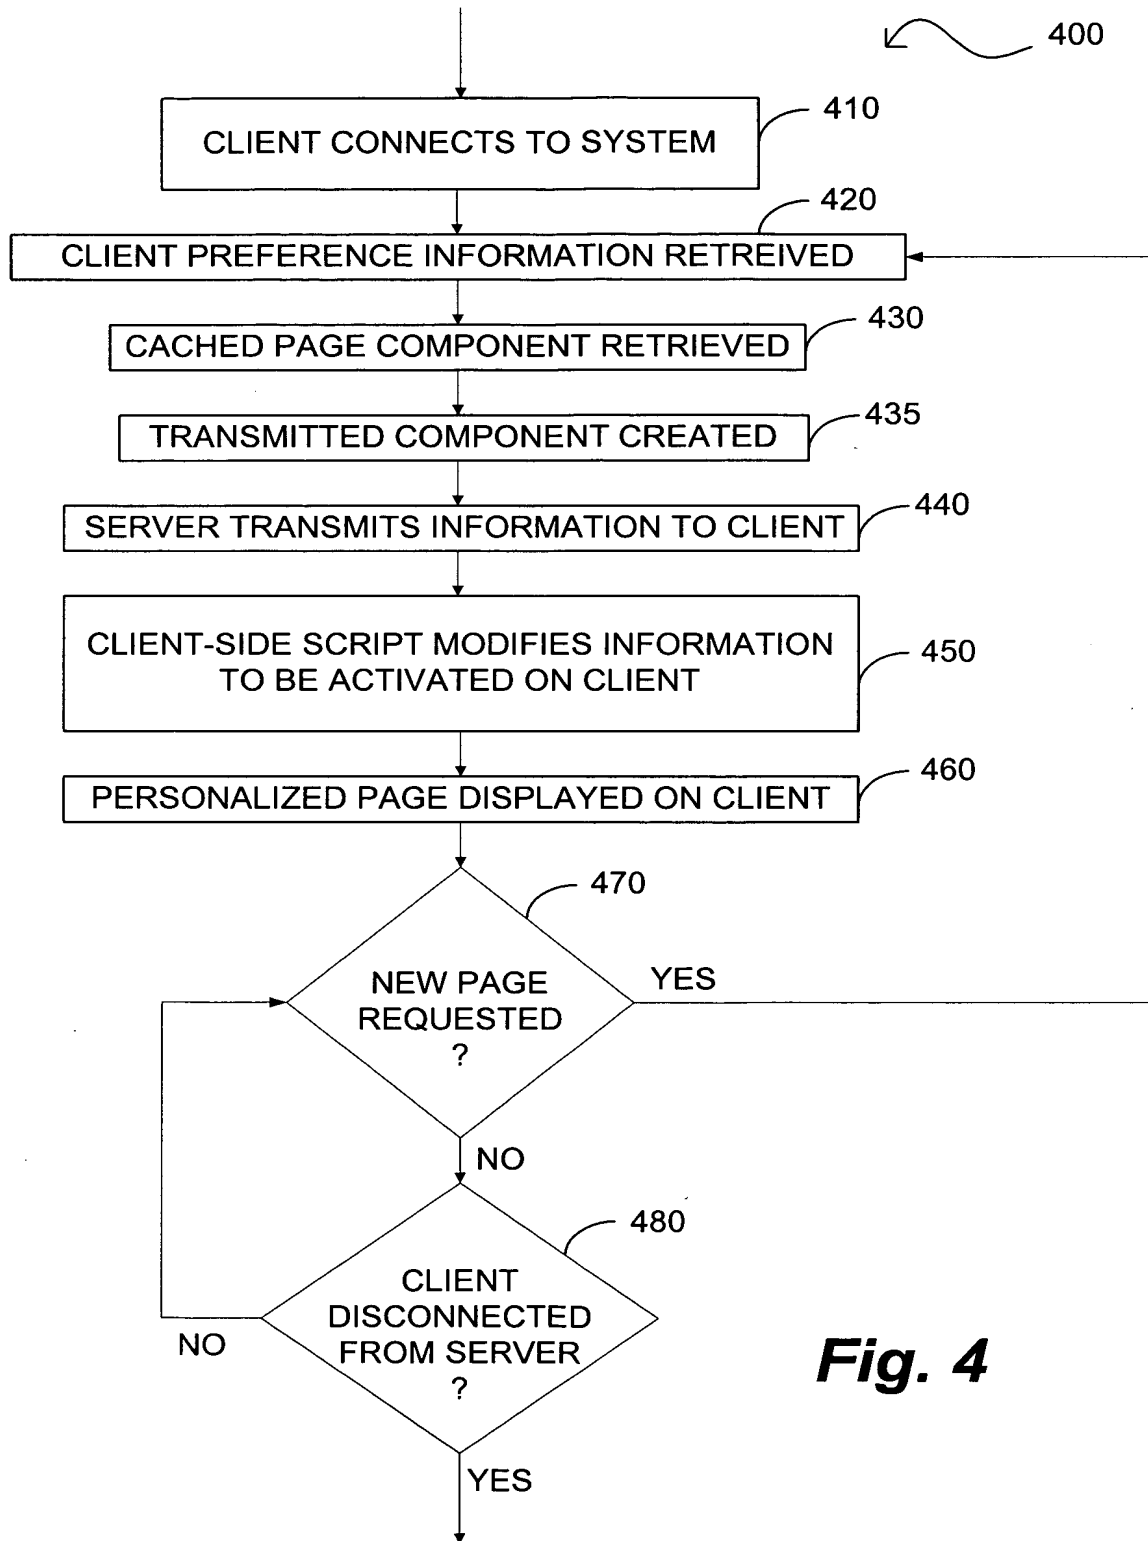 400
410
CLIENT CONNECTS TO SYSTEM
420
CLIENT PREFERENCE INFORMATION RETREIVED
430
CACHED PAGE COMPONENT RETRIEVED
435
TRANSMITTED COMPONENT CREATED
440
SERVER TRANSMITS INFORMATION TO CLIENT
CLIENT-SIDE SCRIPT MODIFIES INFORMATION
TO BE ACTIVATED ON CLIENT
450
460
PERSONALIZED PAGE DISPLAYED ON CLIENT
470
NEW PAGE
REQUESTED
?
YES
NO
480
CLIENT
DISCONNECTED
FROM SERVER
?
NO
YES
Fig. 4